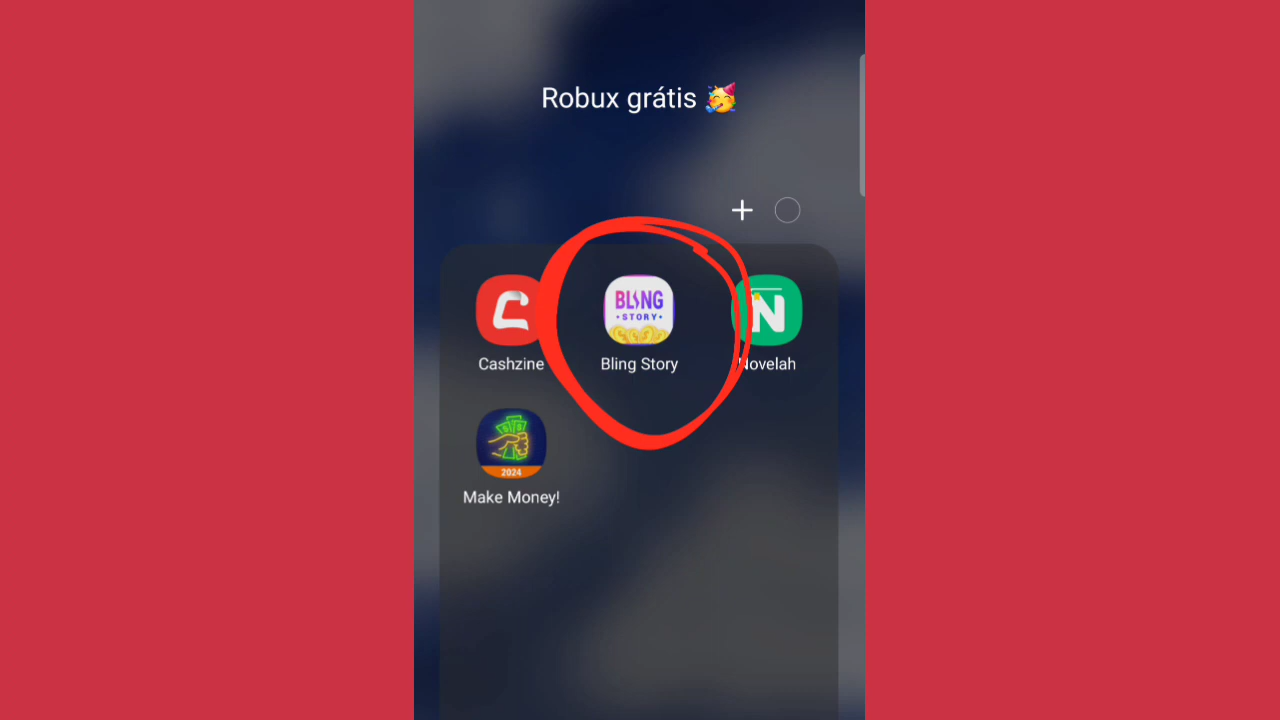 Robux grátis 🥳
BLING
•STORY•
N
Cashzine
Bling Story
Novelah
2024
Make Money!